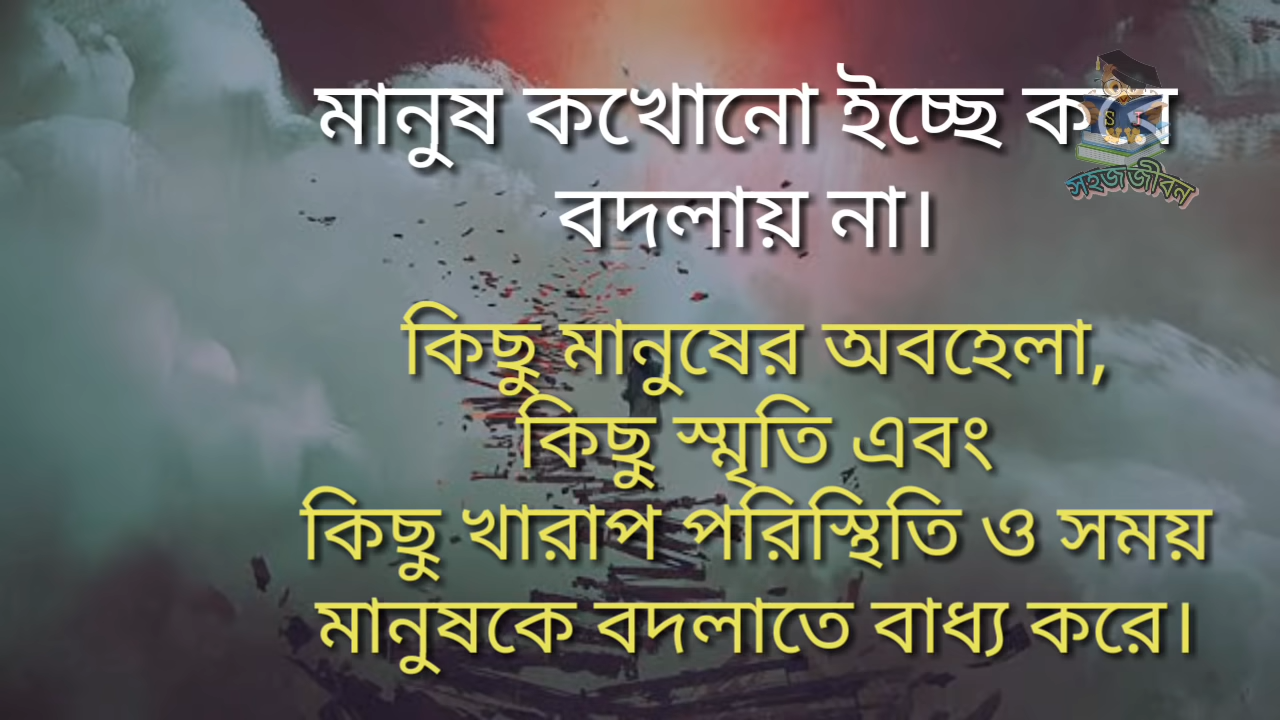 মানুষ কখোনো ইচ্ছে
বদলায় না।
কিছু মানুষের অবহেলা,
কিছু স্মৃতি এবং
কিছু খারাপ পরিস্থিতি ও সময়
মানুষকে বদলাতে বাধ্য করে।
S J
সহজজীবন